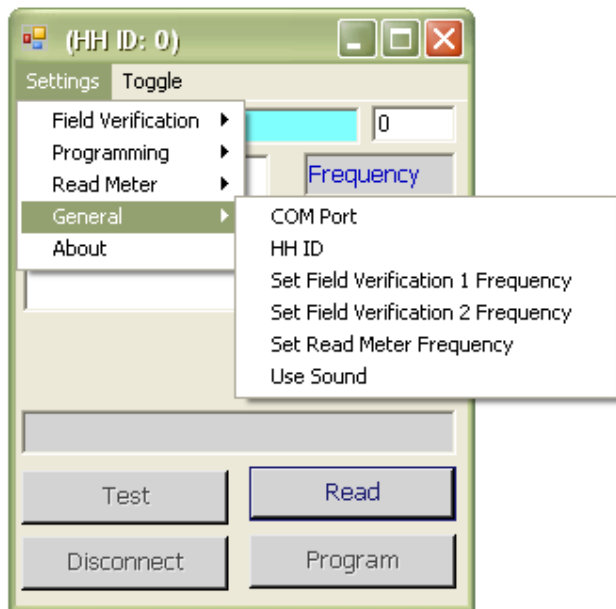 (HH ID: 0)
Settings Toggle
Field Verification
Programming
Read Meter
General
About
0
Frequency
COM Port
HH ID
Set Field Verification 1 Frequency
Set Field Verification 2 Frequency
Set Read Meter Frequency
Use Sound
Test Read
Disconnect Program